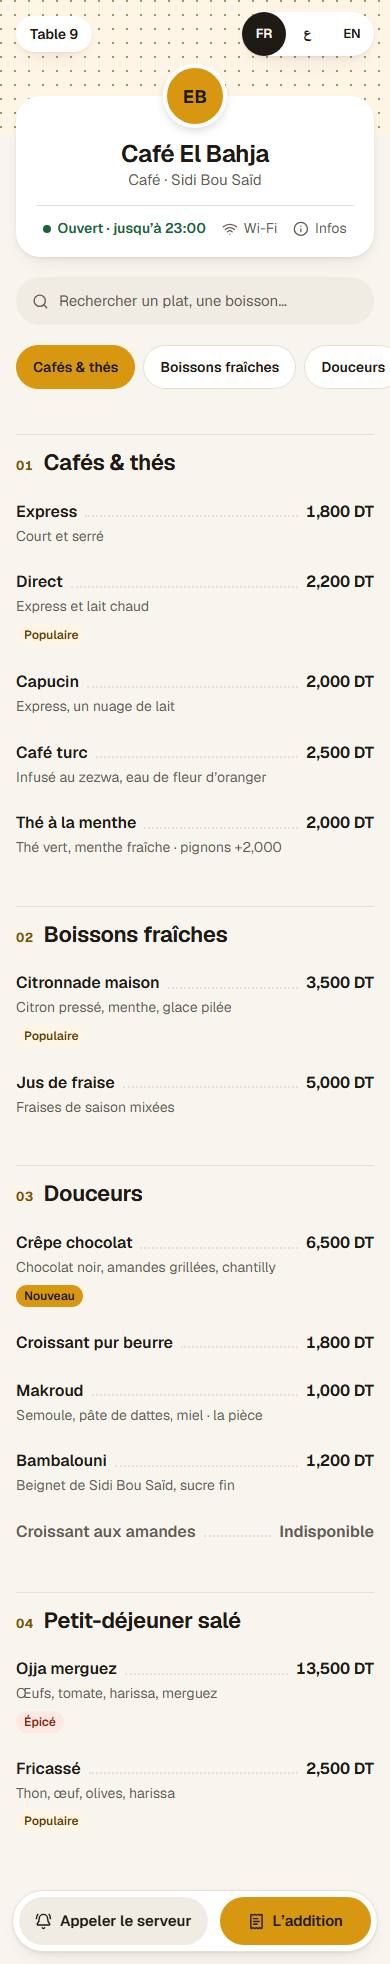 Table 9
FR ع EN
EB
Café El Bahja
Café · Sidi Bou Saïd
Ouvert · jusqu’à 23:00 Wi-Fi Infos
Rechercher un plat, une boisson…
Cafés & thés Boissons fraîches Douceurs
01 Cafés & thés
Express 1,800 DT
Court et serré
Direct 2,200 DT
Express et lait chaud
Populaire
Capucin 2,000 DT
Express, un nuage de lait
Café turc 2,500 DT
Infusé au zezwa, eau de fleur d’oranger
Thé à la menthe 2,000 DT
Thé vert, menthe fraîche · pignons +2,000
02 Boissons fraîches
Citronnade maison 3,500 DT
Citron pressé, menthe, glace pilée
Populaire
Jus de fraise 5,000 DT
Fraises de saison mixées
03 Douceurs
Crêpe chocolat 6,500 DT
Chocolat noir, amandes grillées, chantilly
Nouveau
Croissant pur beurre 1,800 DT
Makroud 1,000 DT
Semoule, pâte de dattes, miel · la pièce
Bambalouni 1,200 DT
Beignet de Sidi Bou Saïd, sucre fin
Croissant aux amandes Indisponible
04 Petit-déjeuner salé
Ojja merguez 13,500 DT
Œufs, tomate, harissa, merguez
Épicé
Fricassé 2,500 DT
Thon, œuf, olives, harissa
Populaire
Appeler le serveur L’addition